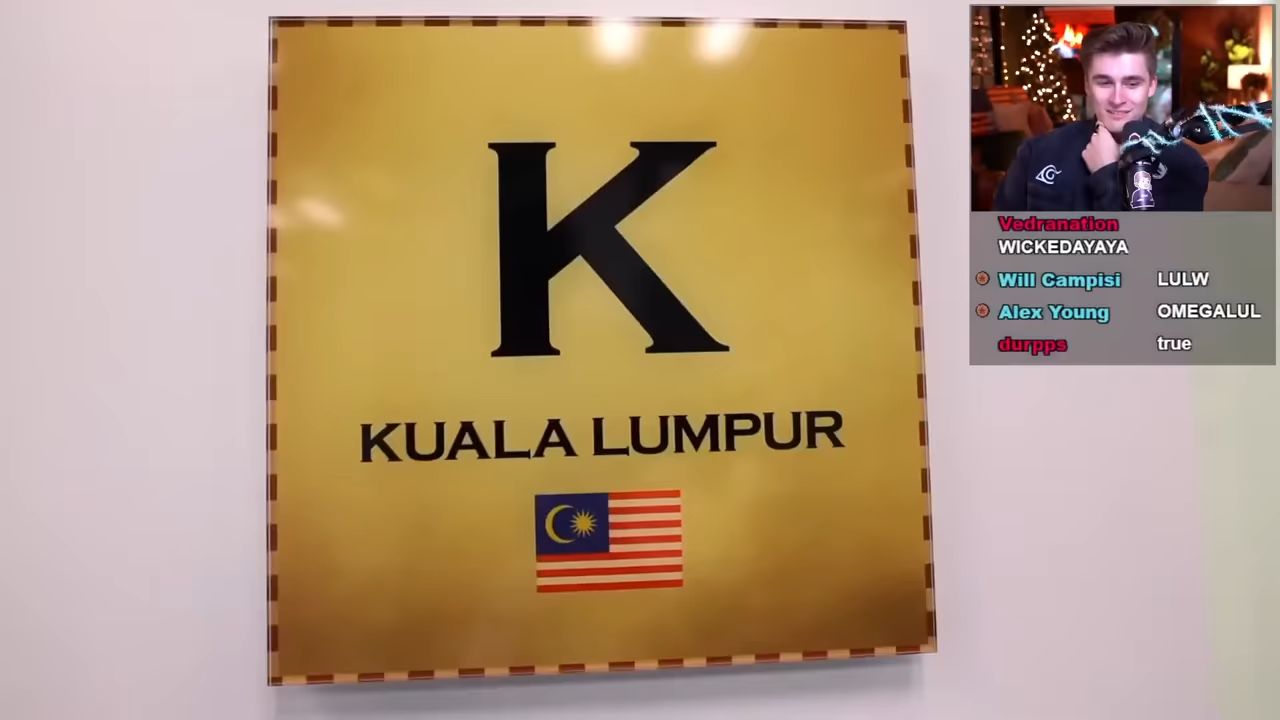 K
KUALA LUMPUR
Vedranation
WICKEDAYAYA
Will Campisi LULW
Alex Young OMEGALUL
durpps true